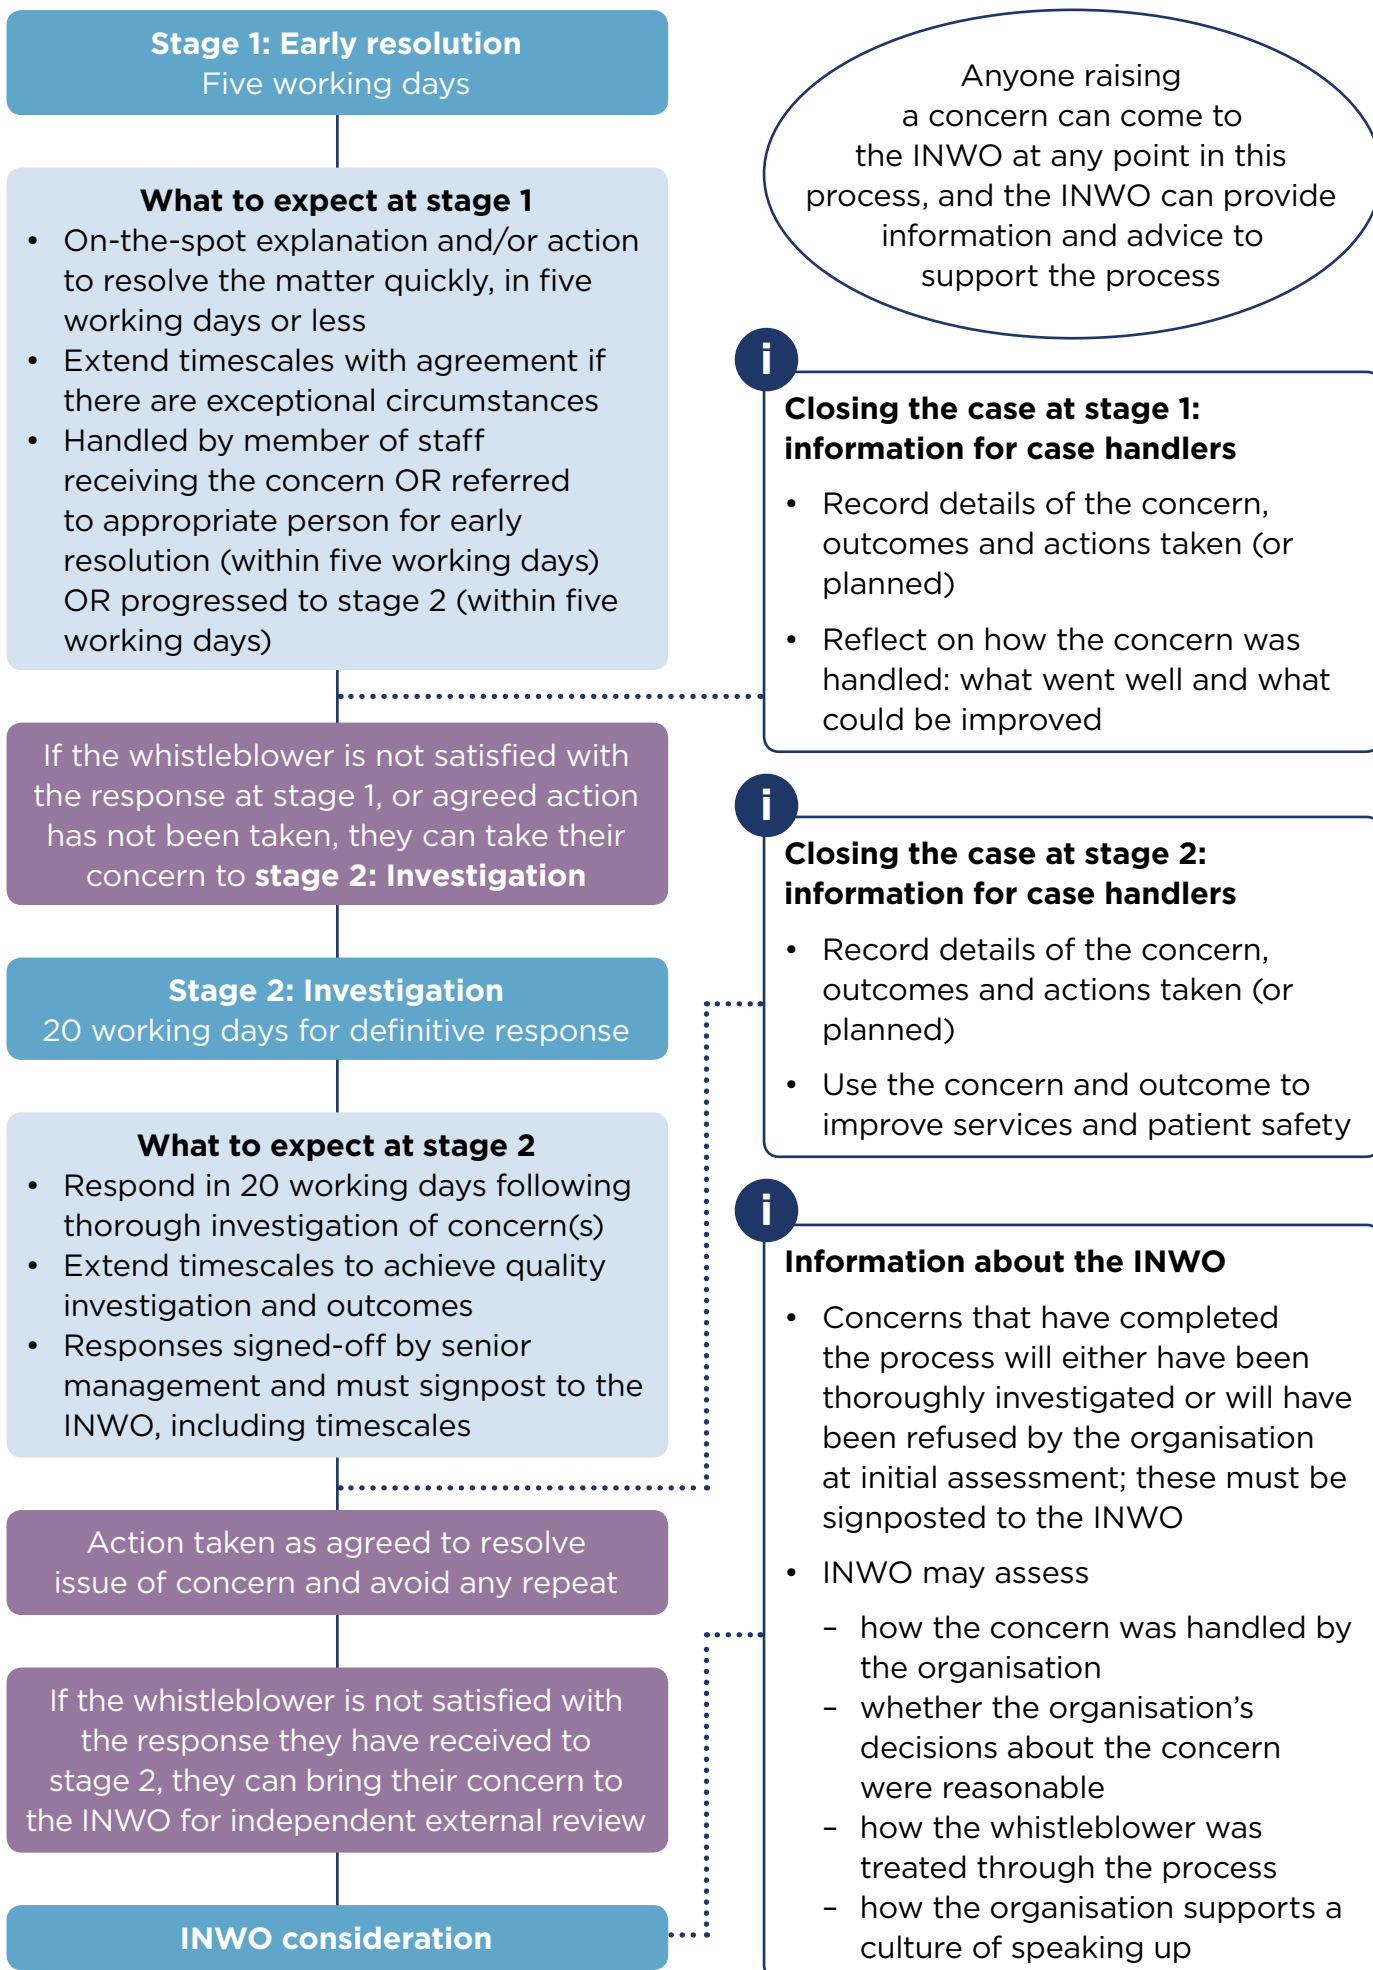 Stage 1: Early resolution
Five working days
What to expect at stage 1
• On-the-spot explanation and/or action
to resolve the matter quickly, in five
working days or less
• Extend timescales with agreement if
there are exceptional circumstances
• Handled by member of staff
receiving the concern OR referred
to appropriate person for early
resolution (within five working days)
OR progressed to stage 2 (within five
working days)
If the whistleblower is not satisfied with
the response at stage 1, or agreed action
has not been taken, they can take their
concern to stage 2: Investigation
Stage 2: Investigation
20 working days for definitive response
What to expect at stage 2
• Respond in 20 working days following
thorough investigation of concern(s)
• Extend timescales to achieve quality
investigation and outcomes
• Responses signed-off by senior
management and must signpost to the
INWO, including timescales
Action taken as agreed to resolve
issue of concern and avoid any repeat
If the whistleblower is not satisfied with
the response they have received to
stage 2, they can bring their concern to
the INWO for independent external review
INWO consideration
Anyone raising
a concern can come to
the INWO at any point in this
process, and the INWO can provide
information and advice to
support the process
i
Closing the case at stage 1:
information for case handlers
• Record details of the concern,
outcomes and actions taken (or
planned)
• Reflect on how the concern was
handled: what went well and what
could be improved
i
Closing the case at stage 2:
information for case handlers
• Record details of the concern,
outcomes and actions taken (or
planned)
• Use the concern and outcome to
improve services and patient safety
i
Information about the INWO
• Concerns that have completed
the process will either have been
thoroughly investigated or will have
been refused by the organisation
at initial assessment; these must be
signposted to the INWO
• INWO may assess
– how the concern was handled by
the organisation
– whether the organisation’s
decisions about the concern
were reasonable
– how the whistleblower was
treated through the process
– how the organisation supports a
culture of speaking up